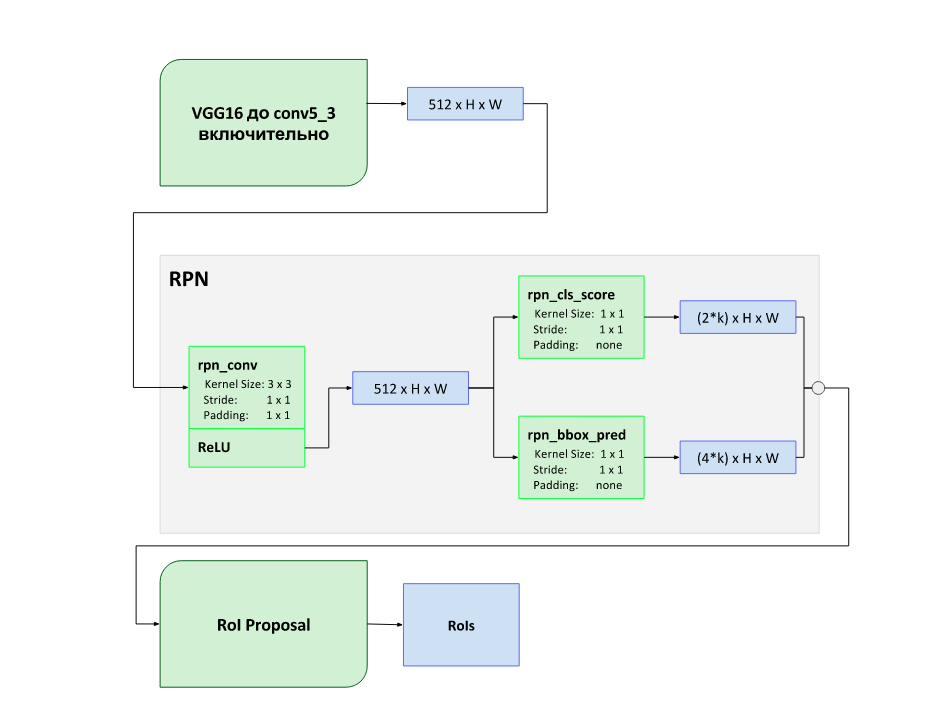 VGG16 до conv5_3
включительно
512 x H x W
RPN
rpn_conv
Kernel Size: 3 x 3
Stride: 1 x 1
Padding: 1 x 1
ReLU
512 x H x W
rpn_cls_score
Kernel Size: 1 x 1
Stride: 1 x 1
Padding: none
(2*k) x H x W
rpn_bbox_pred
Kernel Size: 1 x 1
Stride: 1 x 1
Padding: none
(4*k) x H x W
RoI Proposal
RoIs